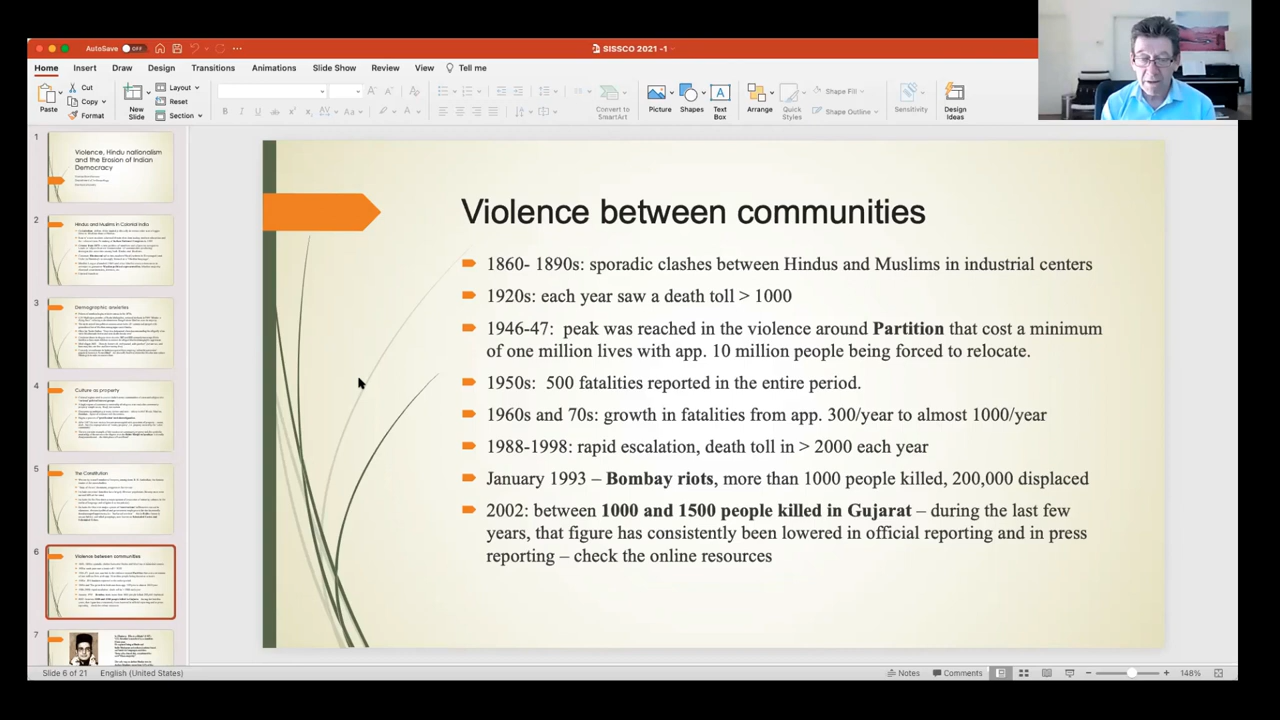 AutoSave OFF
SISSCO 2021 -1
Home Insert Draw Design Transitions Animations Slide Show Review View Tell me
Paste
Cut
Copy
Format
New
Slide
Layout
Reset
Section
Convert to
SmartArt
Picture
Shapes
Text
Box
Arrange
Quick
Styles
Shape Fill
Shape Outline
Sensitivity
Design
Ideas
1
Violence, Hindu nationalism
and the Erosion of Indian
Democracy
2
Hindus and Muslims in Colonial India
3
Demographic anxieties
4
Culture as property
5
The Constitution
6
Violence between communities
7
Violence between communities
1860- 1890s: sporadic clashes between Hindus and Muslims in industrial centers
1920s: each year saw a death toll > 1000
1946-47: peak was reached in the violence around Partition that cost a minimum
of one million lives with app. 10 million people being forced to relocate.
1950s: 500 fatalities reported in the entire period.
1960s and 70s: growth in fatalities from app. 300/year to almost 1000/year
1988-1998: rapid escalation, death toll in > 2000 each year
January 1993 – Bombay riots, more than 1000 people killed, 200,000 displaced
2002: between 1000 and 1500 people killed in Gujarat – during the last few
years, that figure has consistently been lowered in official reporting and in press
reporting – check the online resources
Slide 6 of 21 English (United States)
Notes Comments 148%